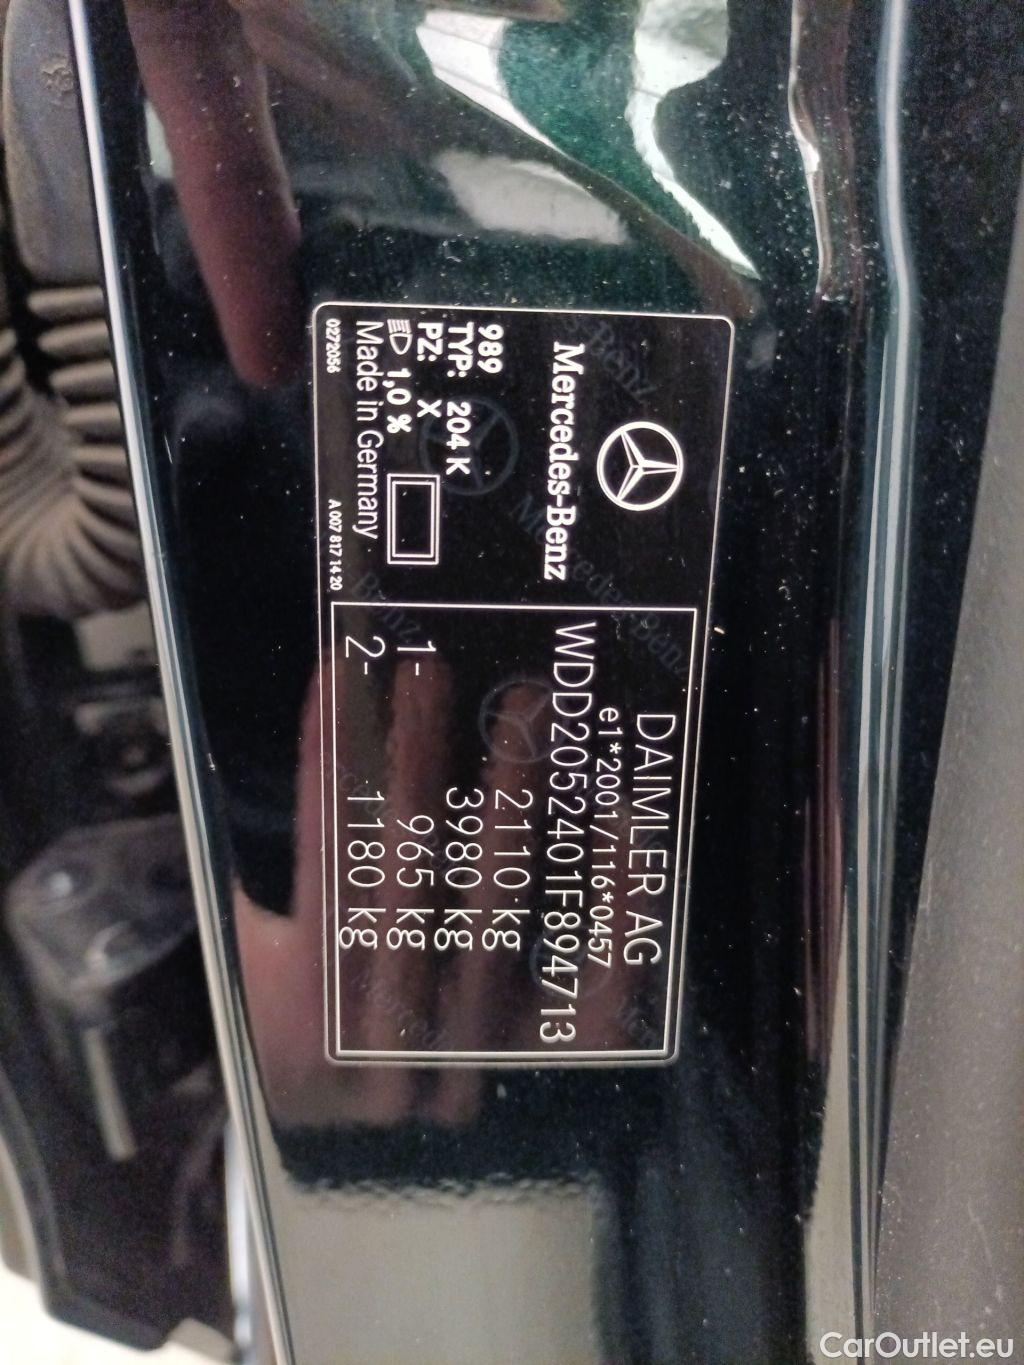 Mercedes-Benz
989
TYP: 204 K
PZ: X
1,0 %
Made in Germany
0272056
A 007 817 14 20
DAIMLER AG
e1*2001/116*0457
WDD2052401F894713
2110 kg
3980 kg
1- 965 kg
2- 1180 kg
CarOutlet.eu